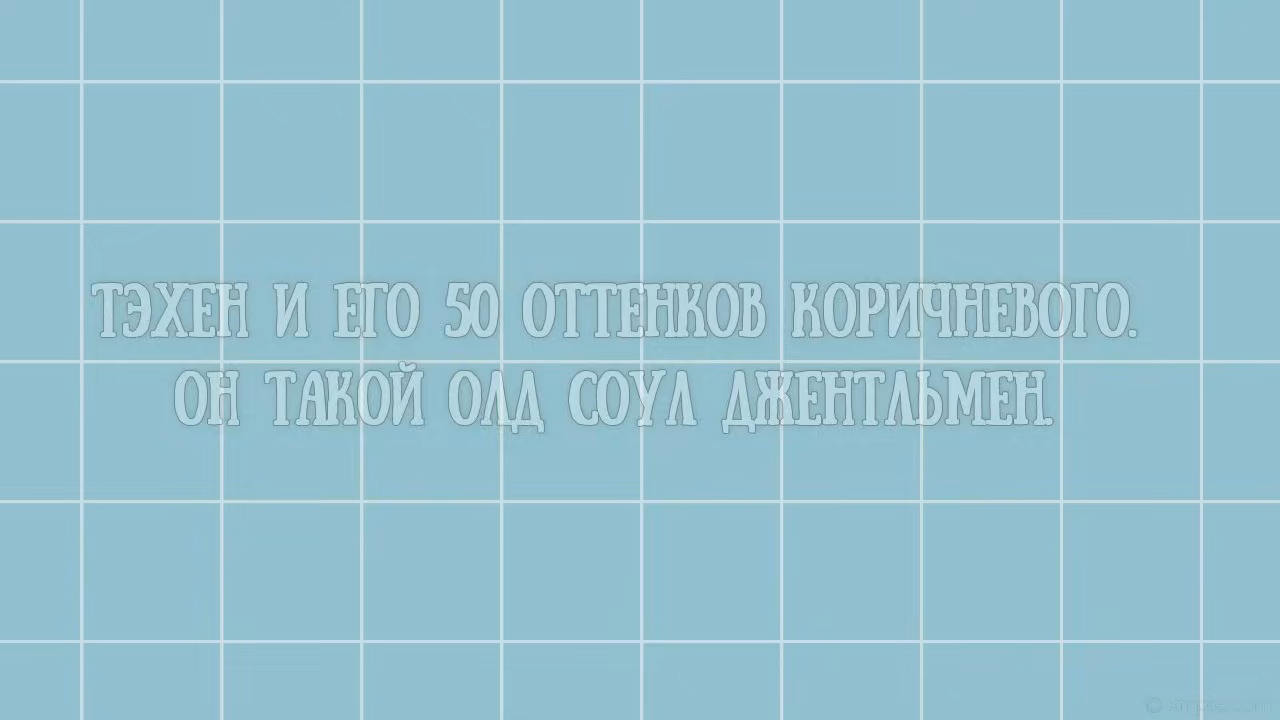 ТЭХЕН И ЕГО 50 ОТТЕНКОВ КОРИЧНЕВОГО.
ОН ТАКОЙ ОЛД СОУЛ ДЖЕНТЛЬМЕН.